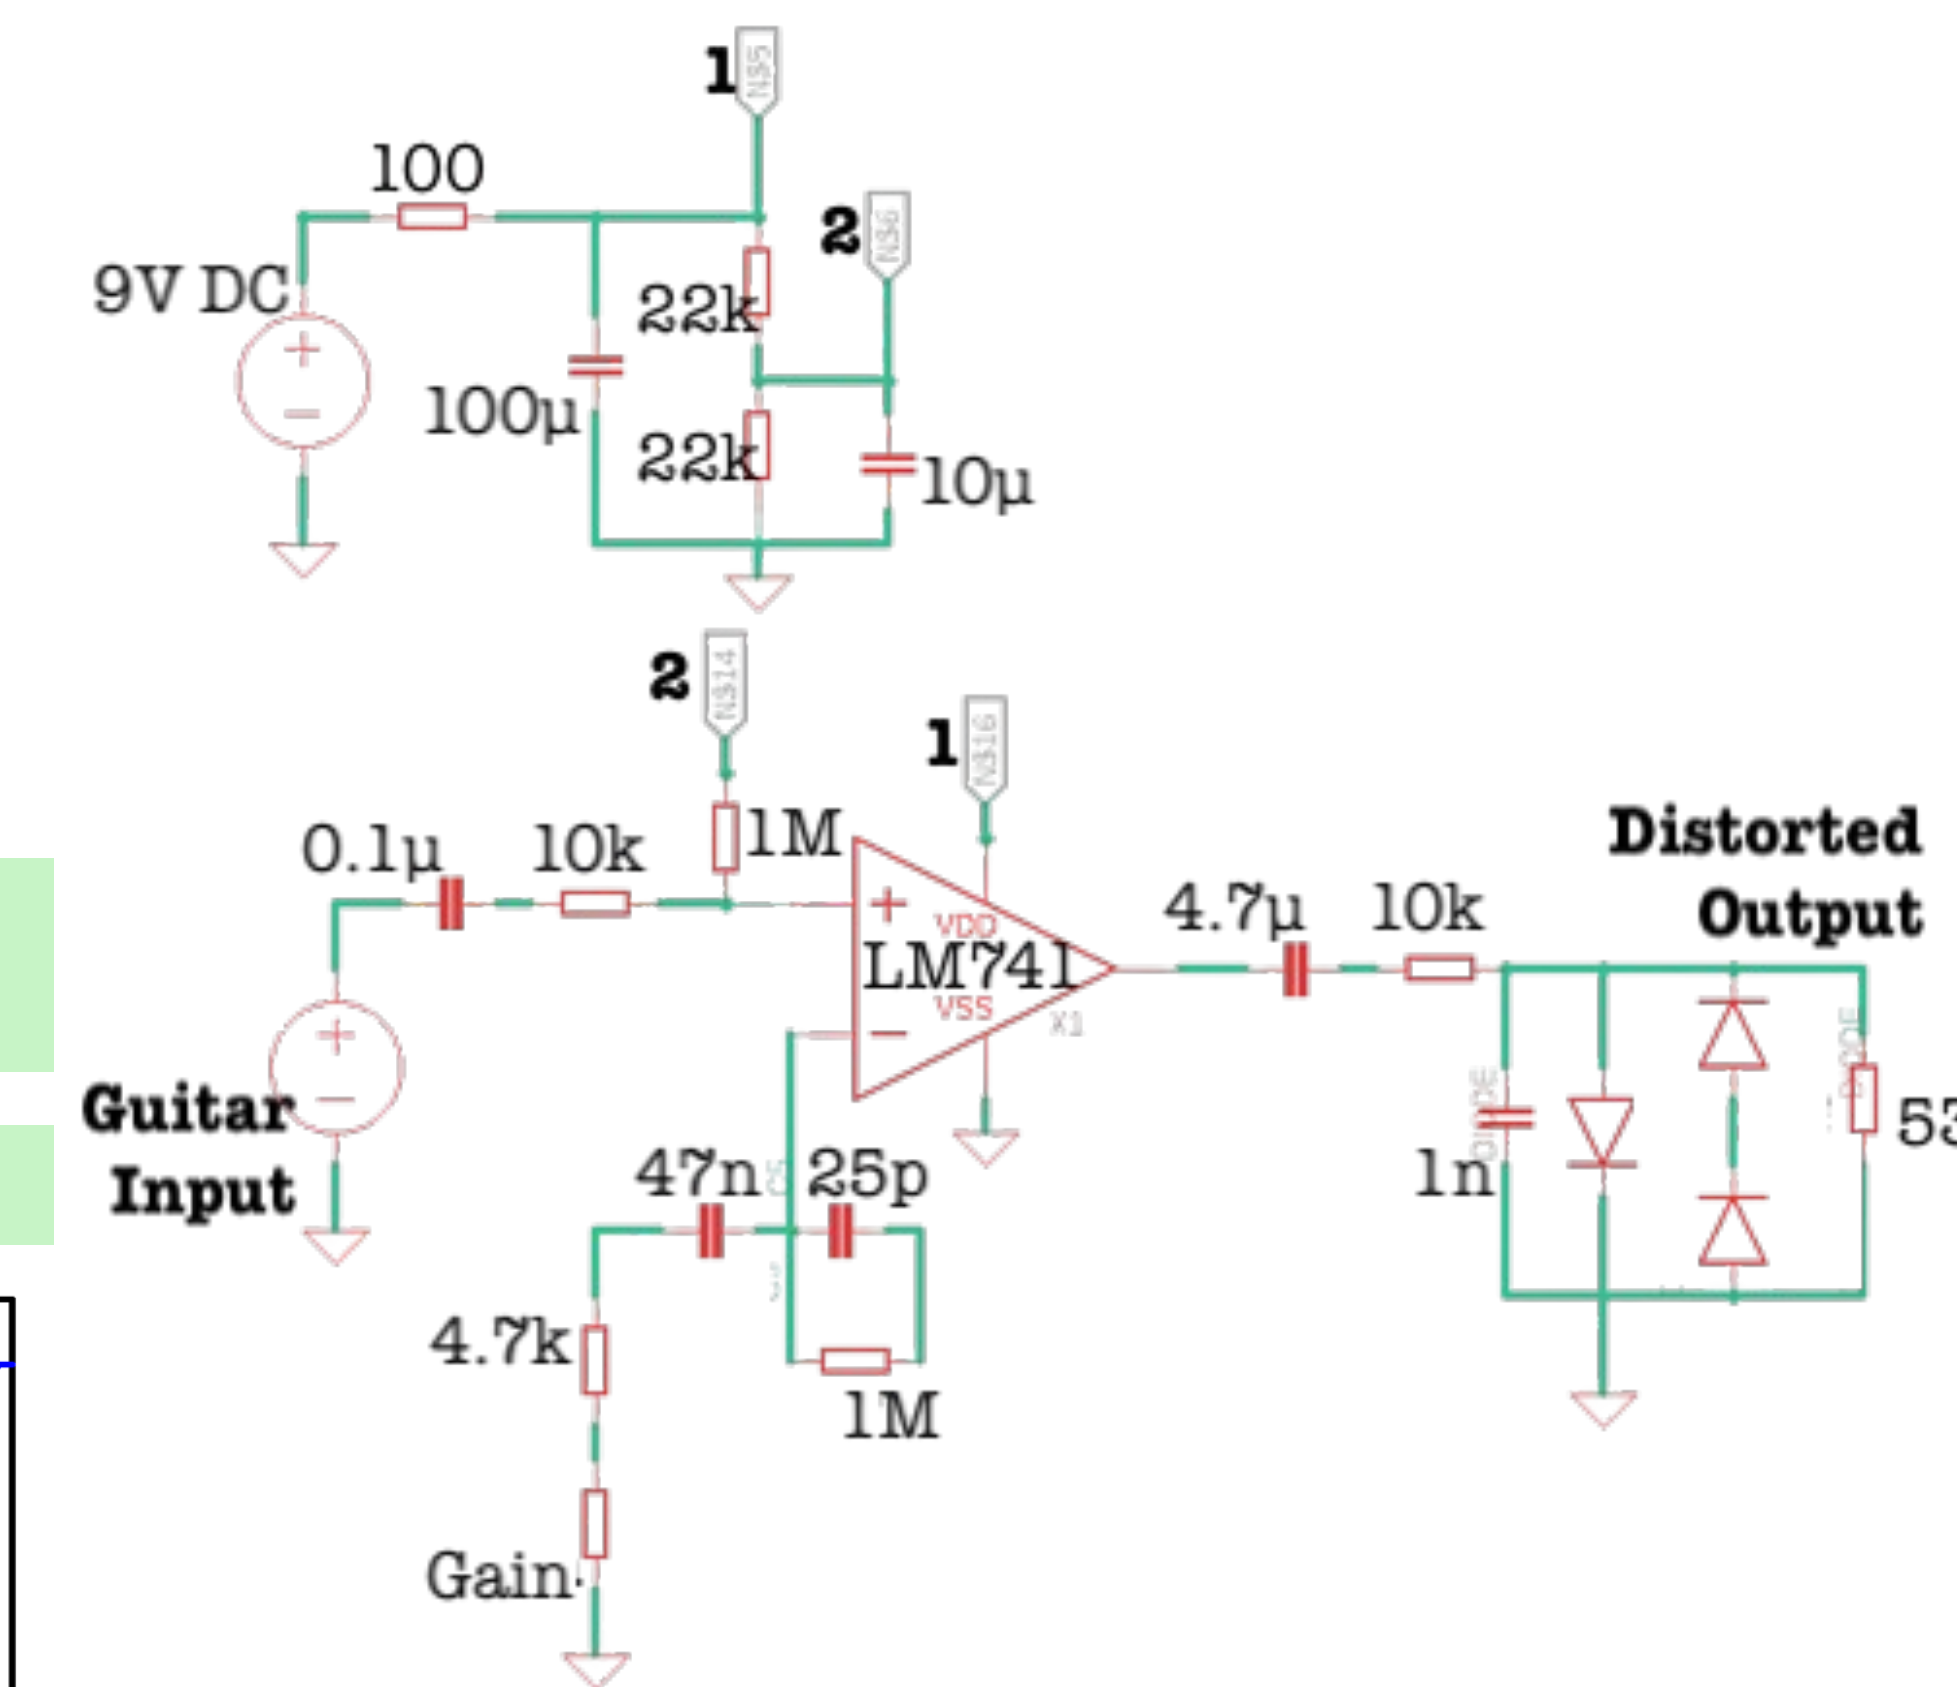 1
N$5
100
2
N$6
9V DC
22k
100µ
22k
10µ
2
N$14
1
N$16
0.1µ
10k
1M
+
VDD
LM741
VSS
X1
4.7µ
10k
Distorted
Output
Guitar
Input
47n
25p
1n
53
4.7k
1M
Gain